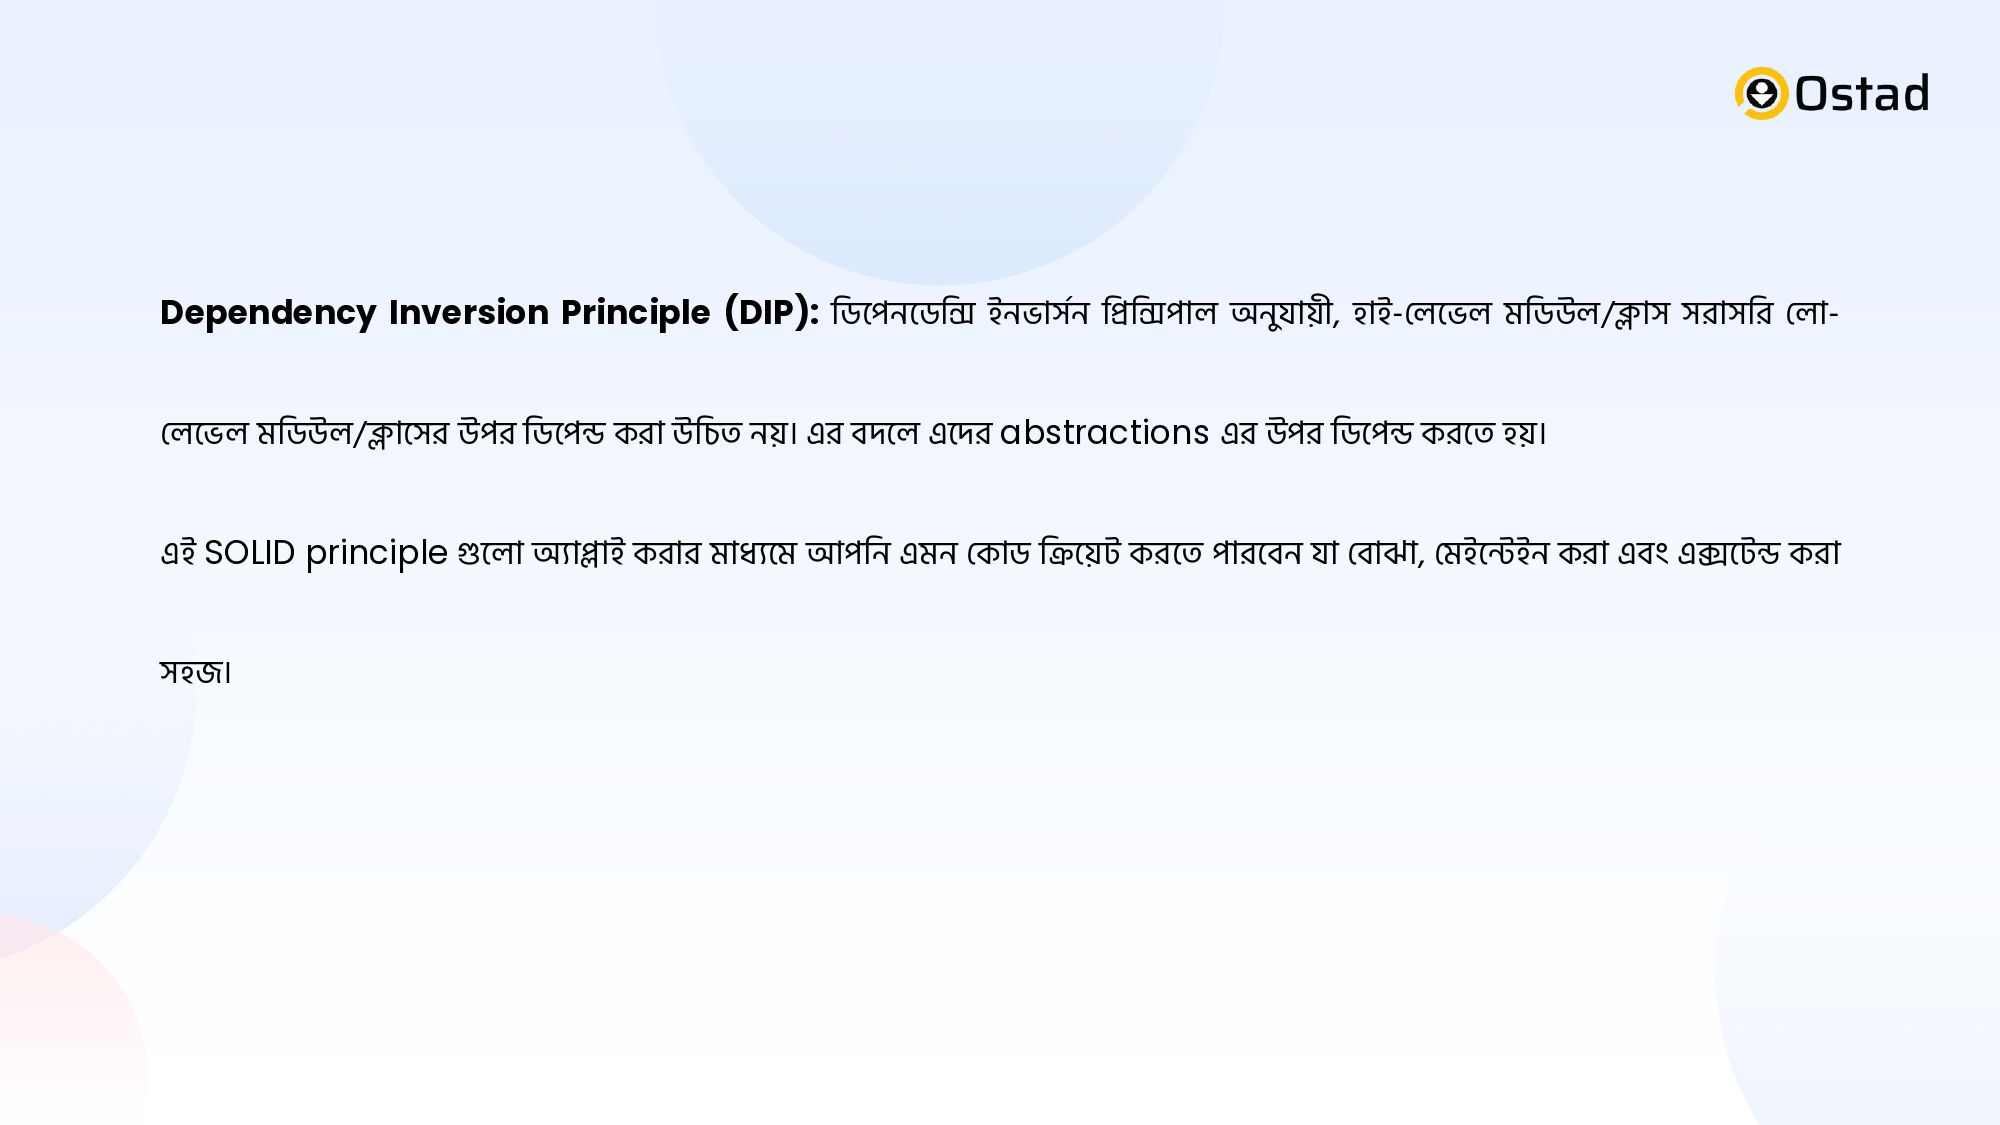 Ostad
Dependency Inversion Principle (DIP): ডিপেনডেন্সি ইনভার্সন প্রিন্সিপাল অনুযায়ী, হাই-লেভেল মডিউল/ক্লাস সরাসরি লো-
লেভেল মডিউল/ক্লাসের উপর ডিপেন্ড করা উচিত নয়। এর বদলে এদের abstractions এর উপর ডিপেন্ড করতে হয়।
এই SOLID principle গুলো অ্যাপ্লাই করার মাধ্যমে আপনি এমন কোড ক্রিয়েট করতে পারবেন যা বোঝা, মেইন্টেইন করা এবং এক্সটেন্ড করা
সহজ।